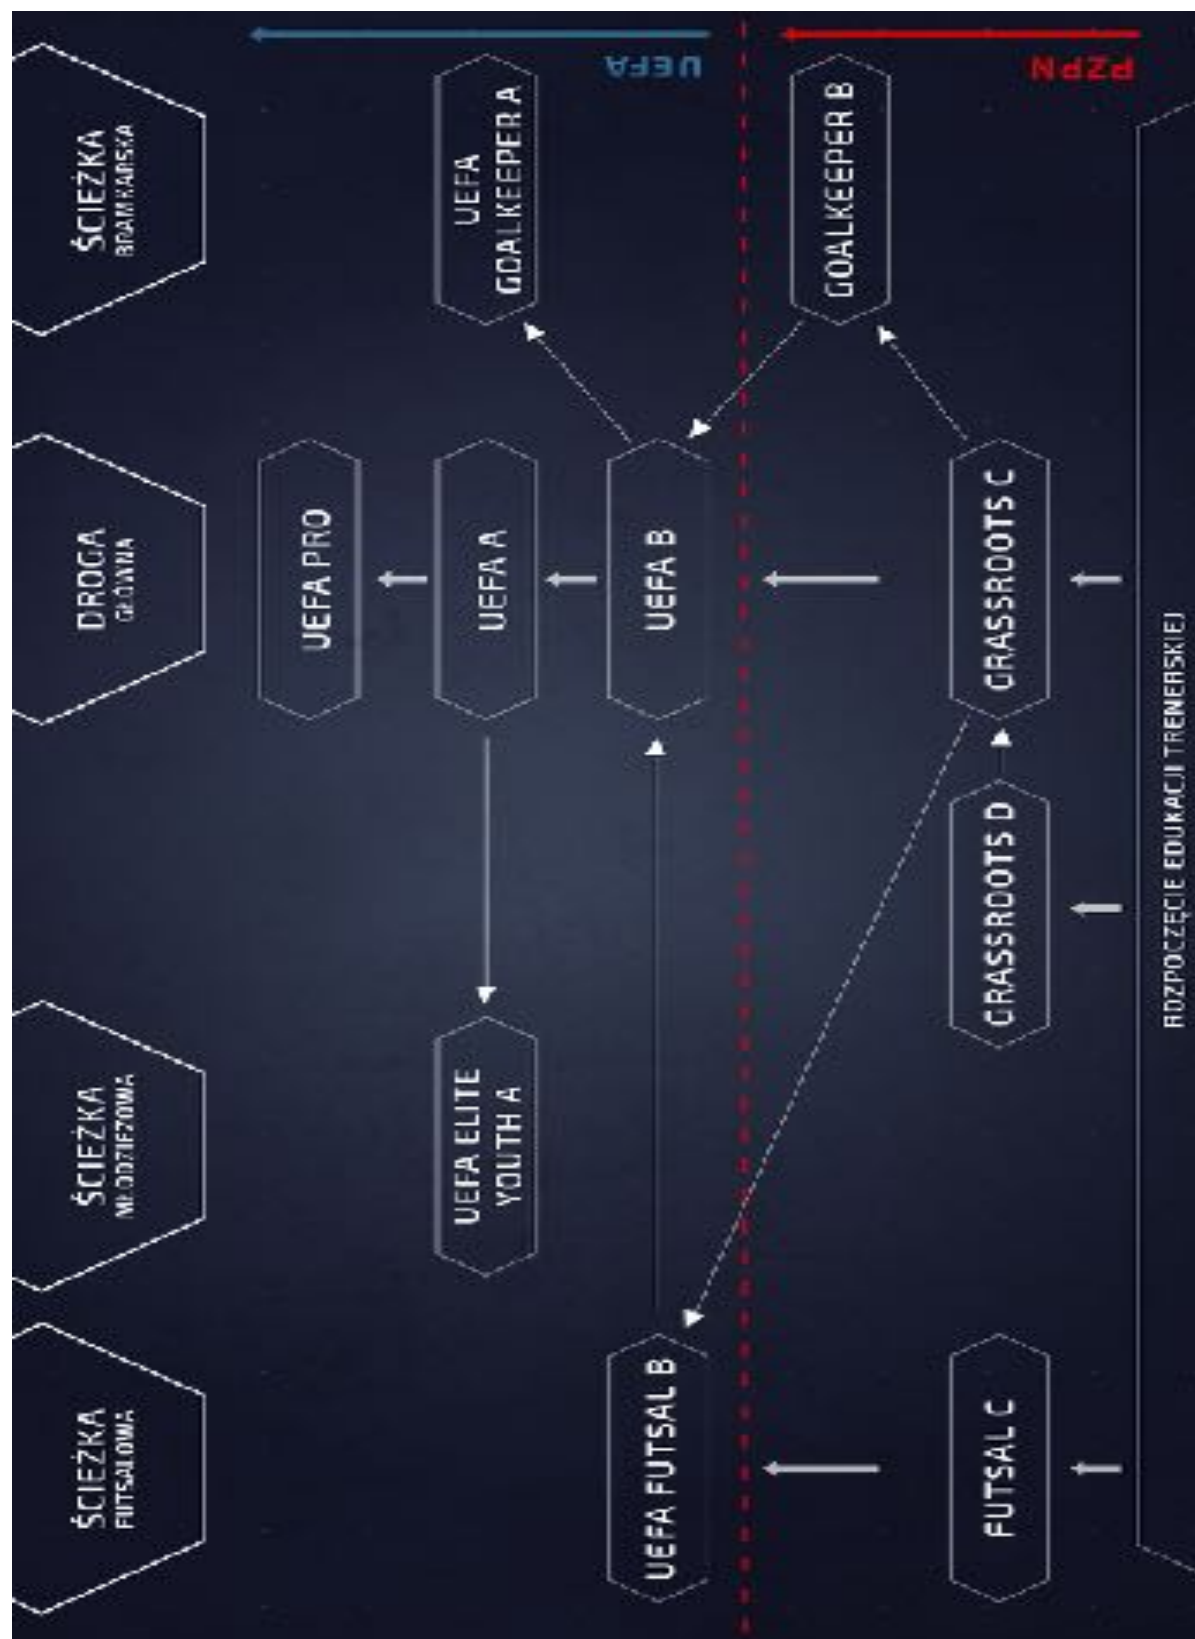 ŚCIEŻKA
FUTSALOWA
ŚCIEŻKA
MŁODZIEŻOWA
DROGA
GŁÓWNA
ŚCIEŻKA
BRAMKARSKA
UEFA PRO
UEFA ELITE
YOUTH A
UEFA A
UEFA
GOALKEEPER A
UEFA FUTSAL B
UEFA B
UEFA
GOALKEEPER B
FUTSAL C
GRASSROOTS D
GRASSROOTS C
PZPN
ROZPOCZĘCIE EDUKACJI TRENERSKIEJ